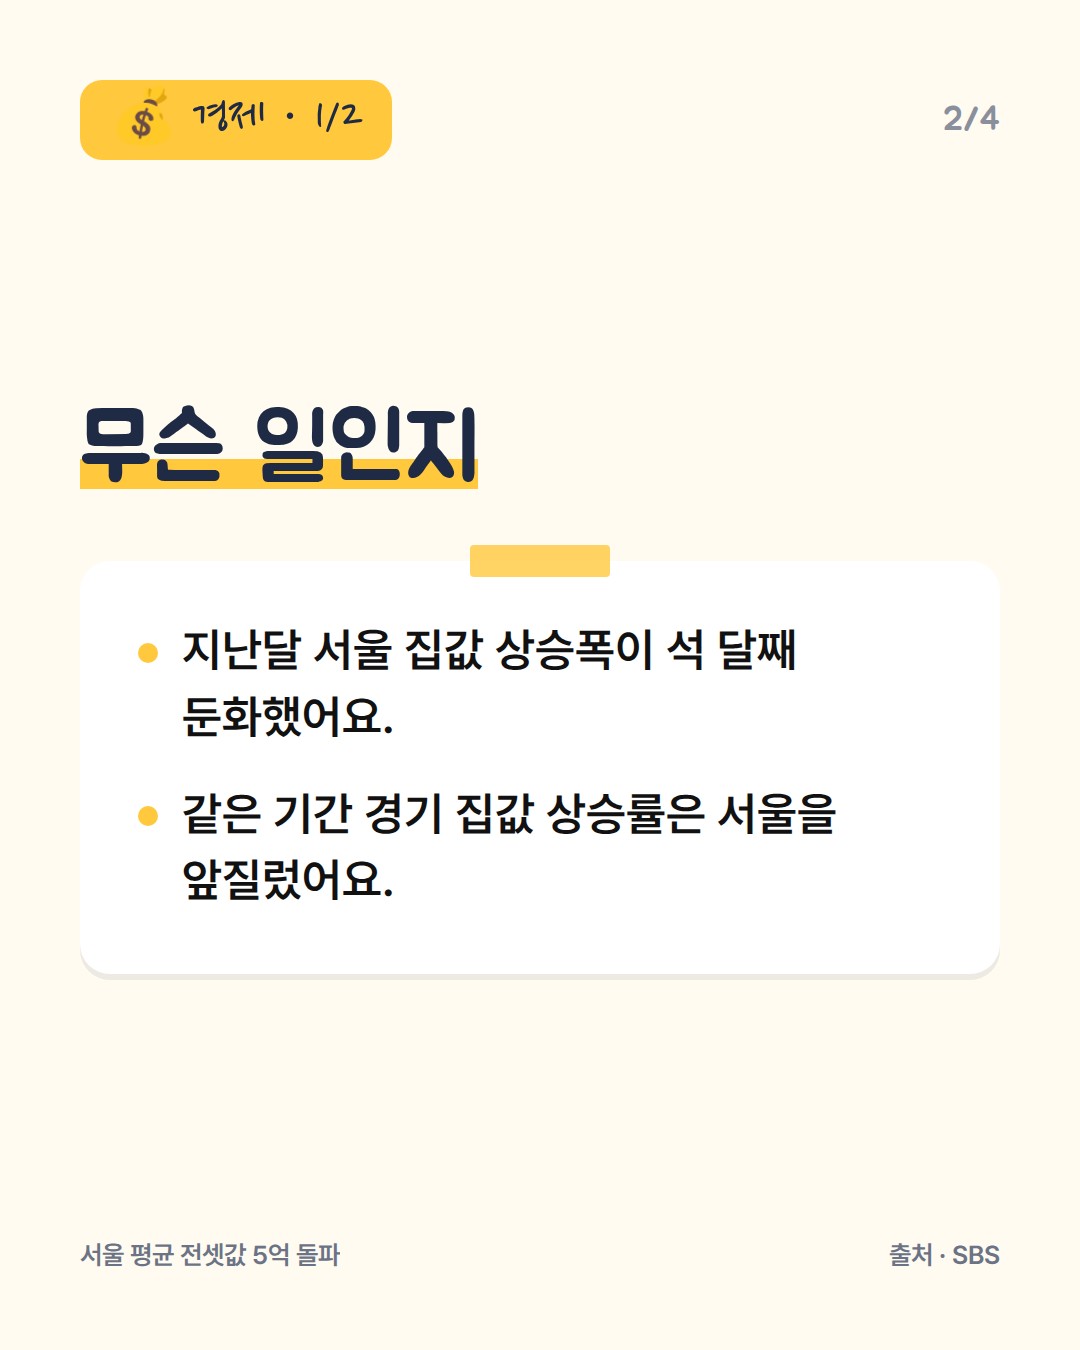 경제 · 1/2
2/4
무슨 일인지
지난달 서울 집값 상승폭이 석 달째
둔화했어요.
같은 기간 경기 집값 상승률은 서울을
앞질렀어요.
서울 평균 전셋값 5억 돌파
출처 · SBS